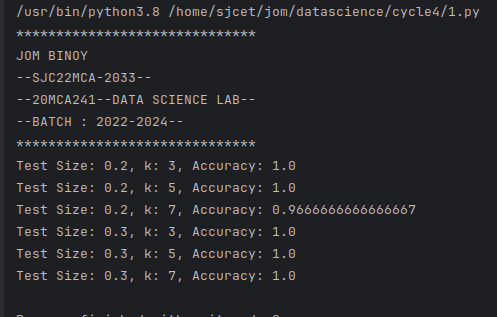 /usr/bin/python3.8 /home/sjcet/jom/datascience/cycle4/1.py
******************************
JOM BINOY
--SJC22MCA-2033--
--20MCA241--DATA SCIENCE LAB--
--BATCH : 2022-2024--
******************************
Test Size: 0.2, k: 3, Accuracy: 1.0
Test Size: 0.2, k: 5, Accuracy: 1.0
Test Size: 0.2, k: 7, Accuracy: 0.9666666666666667
Test Size: 0.3, k: 3, Accuracy: 1.0
Test Size: 0.3, k: 5, Accuracy: 1.0
Test Size: 0.3, k: 7, Accuracy: 1.0